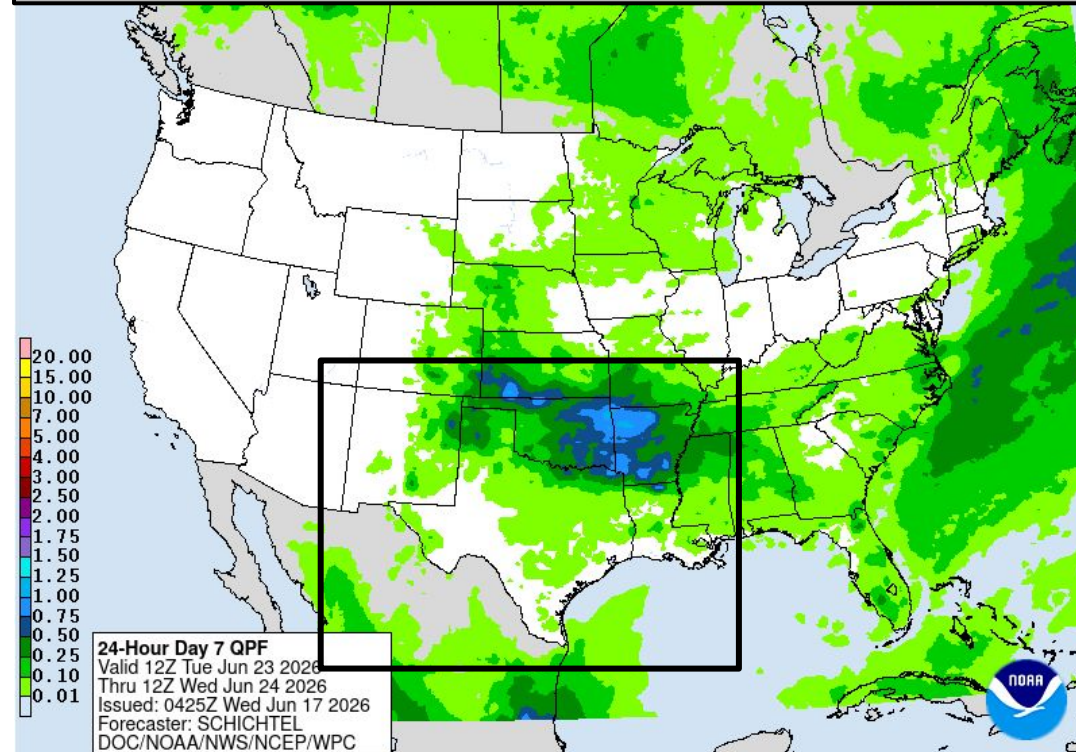 20.00
15.00
10.00
7.00
5.00
4.00
3.00
2.50
2.00
1.75
1.50
1.25
1.00
0.75
0.50
0.25
0.10
0.01
24-Hour Day 7 QPF
Valid 12Z Tue Jun 23 2026
Thru 12Z Wed Jun 24 2026
Issued: 0425Z Wed Jun 17 2026
Forecaster: SCHICHTEL
DOC/NOAA/NWS/NCEP/WPC
NOAA